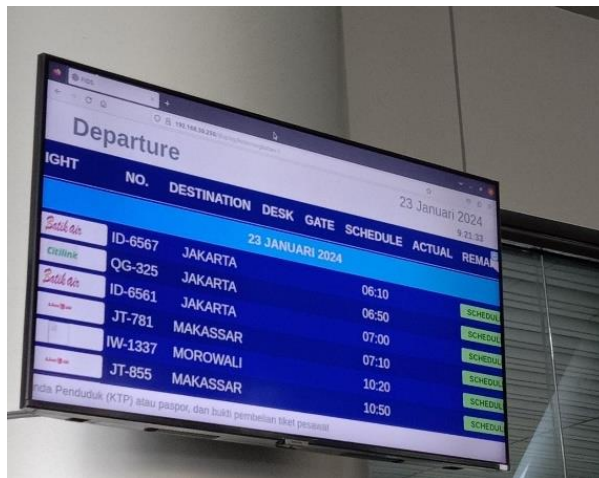 FIDS
Departure
23 Januari 2024
9:21:33
IGHT NO. DESTINATION DESK GATE SCHEDULE ACTUAL REMA
23 JANUARI 2024
Batik air ID-6567 JAKARTA 06:10 SCHEDUL
Citilink QG-325 JAKARTA 06:50 SCHEDUL
Batik air ID-6561 JAKARTA 07:00 SCHEDUL
JT-781 MAKASSAR 07:10 SCHEDUL
IW-1337 MOROWALI 10:20 SCHEDUL
JT-855 MAKASSAR 10:50 SCHEDUL
nda Penduduk (KTP) atau paspor, dan bukti pembelian tiket pesawat